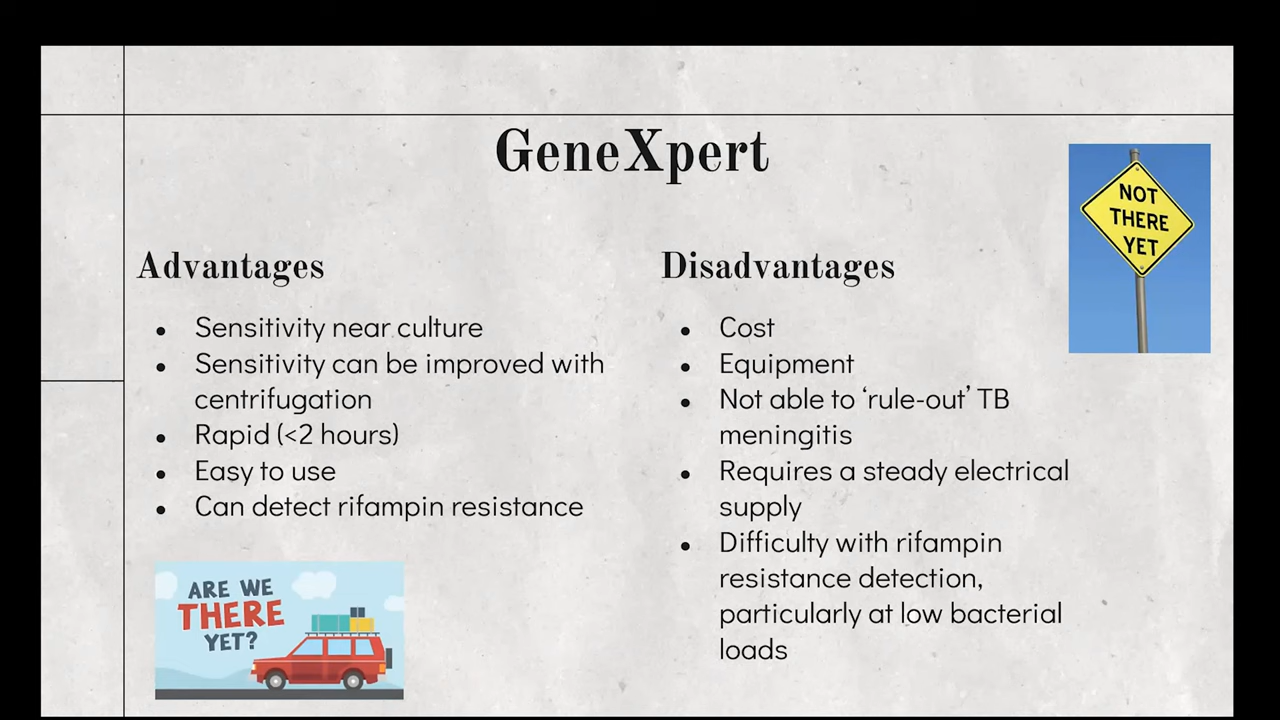 GeneXpert
NOT
THERE
YET
Advantages
• Sensitivity near culture
• Sensitivity can be improved with
centrifugation
• Rapid (<2 hours)
• Easy to use
• Can detect rifampin resistance
ARE WE
THERE
YET?
Disadvantages
• Cost
• Equipment
• Not able to ‘rule-out’ TB
meningitis
• Requires a steady electrical
supply
• Difficulty with rifampin
resistance detection,
particularly at low bacterial
loads